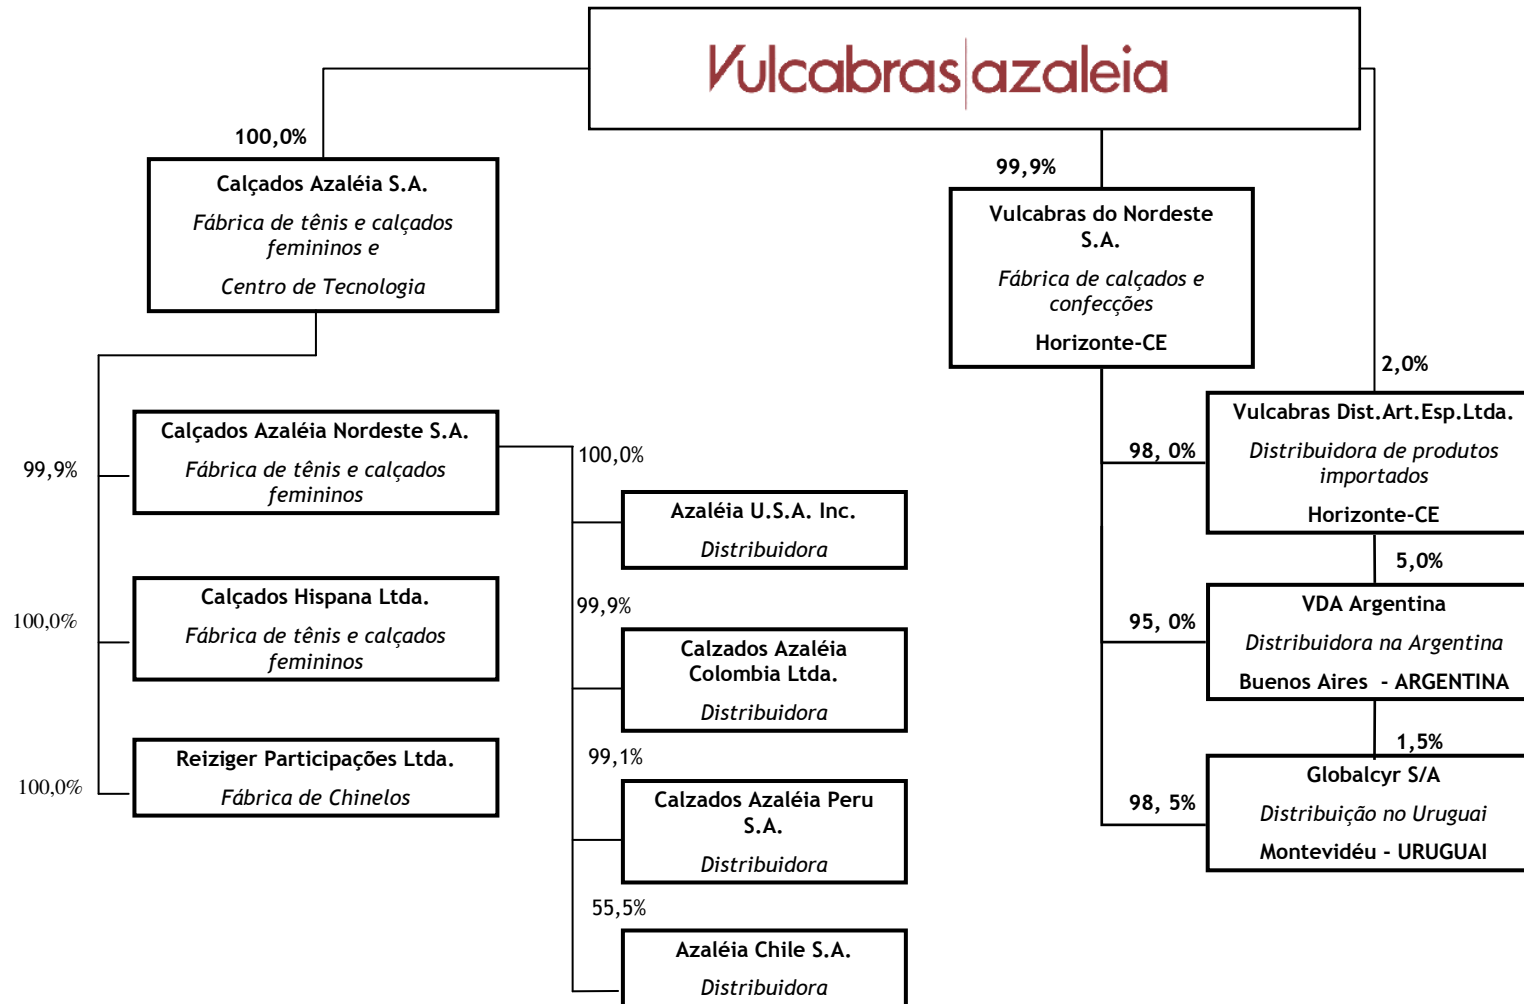 Vulcabras|azaleia
100,0%
Calçados Azaléia S.A.
Fábrica de tênis e calçados
femininos e
Centro de Tecnologia
99,9%
Vulcabras do Nordeste
S.A.
Fábrica de calçados e
confecções
Horizonte-CE
2,0%
Vulcabras Dist.Art.Esp.Ltda.
Distribuidora de produtos
importados
Horizonte-CE
98, 0%
5,0%
VDA Argentina
Distribuidora na Argentina
Buenos Aires  - ARGENTINA
95, 0%
1,5%
Globalcyr S/A
Distribuição no Uruguai
Montevidéu - URUGUAI
98, 5%
99,9%
Calçados Azaléia Nordeste S.A.
Fábrica de tênis e calçados
femininos
100,0%
Calçados Hispana Ltda.
Fábrica de tênis e calçados
femininos
100,0%
Reiziger Participações Ltda.
Fábrica de Chinelos
100,0%
Azaléia U.S.A. Inc.
Distribuidora
99,9%
Calzados Azaléia
Colombia Ltda.
Distribuidora
99,1%
Calzados Azaléia Peru
S.A.
Distribuidora
55,5%
Azaléia Chile S.A.
Distribuidora